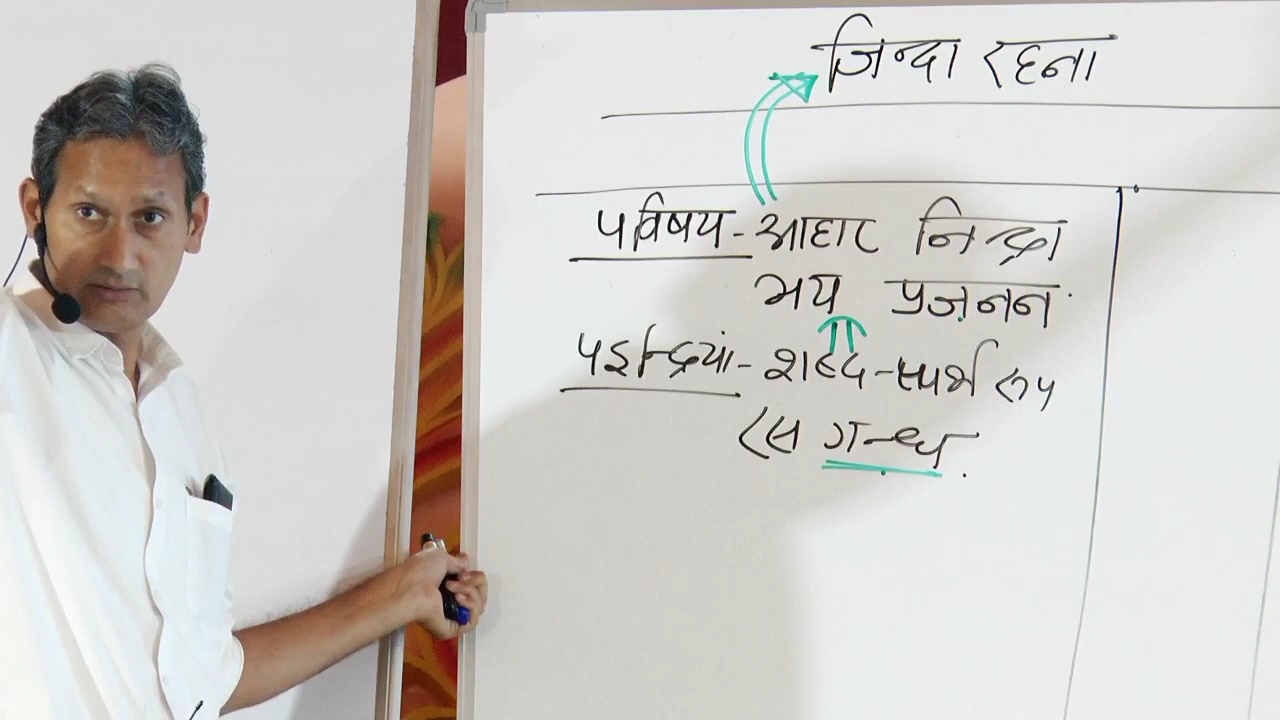 जिन्दा रहना
५ विषय - आहार निन्द्रा
भय प्रजनन
५ इन्द्रियां - शब्द - स्पर्श रूप
रस गन्ध .